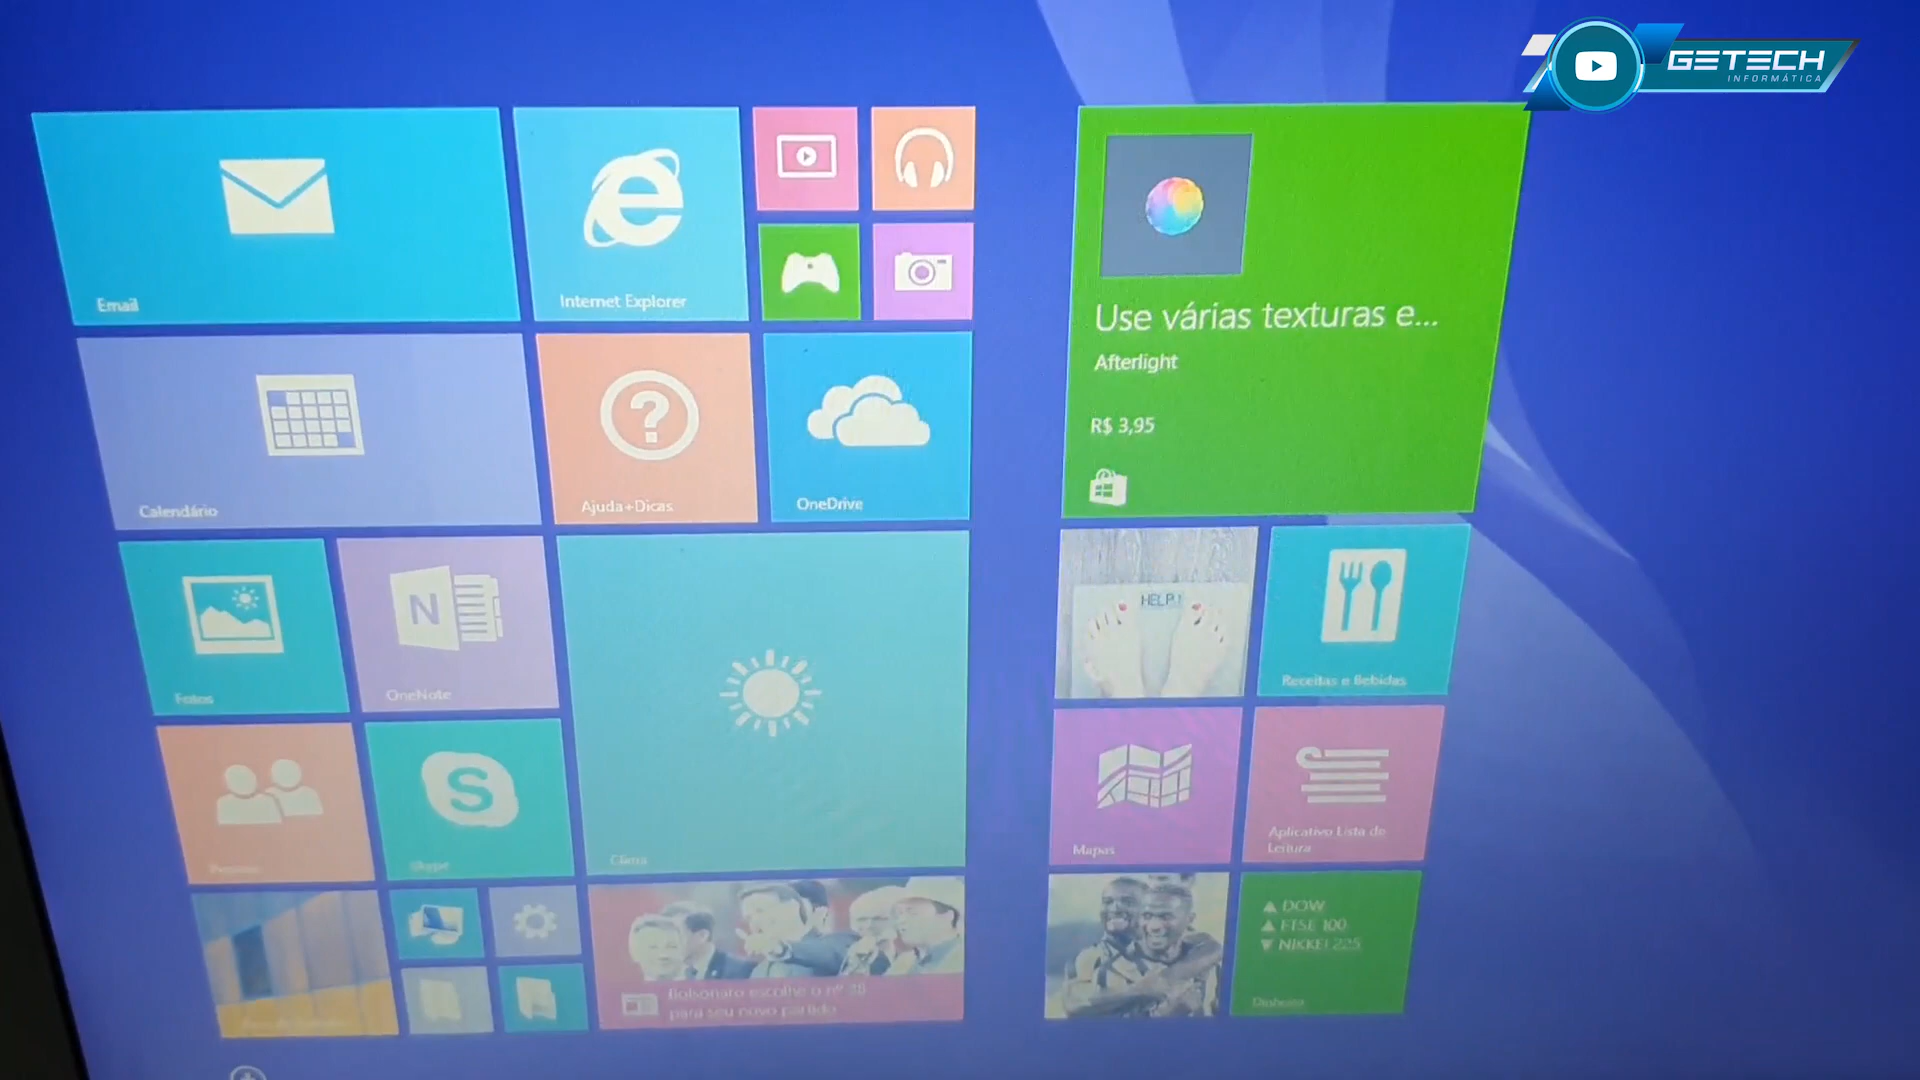 GETECH
INFORMÁTICA
Email
Internet Explorer
Use várias texturas e...
Afterlight
R$ 3,95
Calendário
Ajuda+Dicas
OneDrive
HELP!
Fotos
N
OneNote
Receitas e Bebidas
S
Skype
Clima
Mapas
Aplicativo Lista de
Leitura
Bolsonaro escolhe o nº 38
para seu novo partido
DOW
FTSE 100
NIKKEI 225
Dinheiro